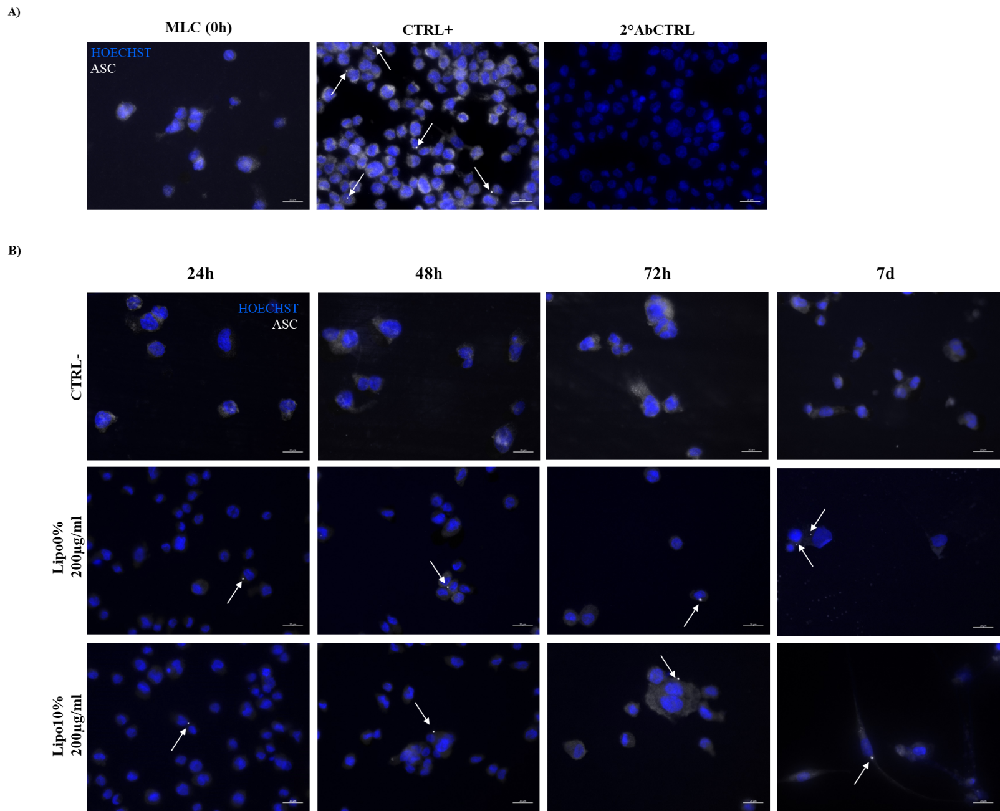 A)
MLC (0h)
CTRL+
2°AbCTRL
HOECHST
ASC
B)
24h
48h
72h
7d
HOECHST
ASC
CTRL-
Lipo0%
200µg/ml
Lipo10%
200µg/ml